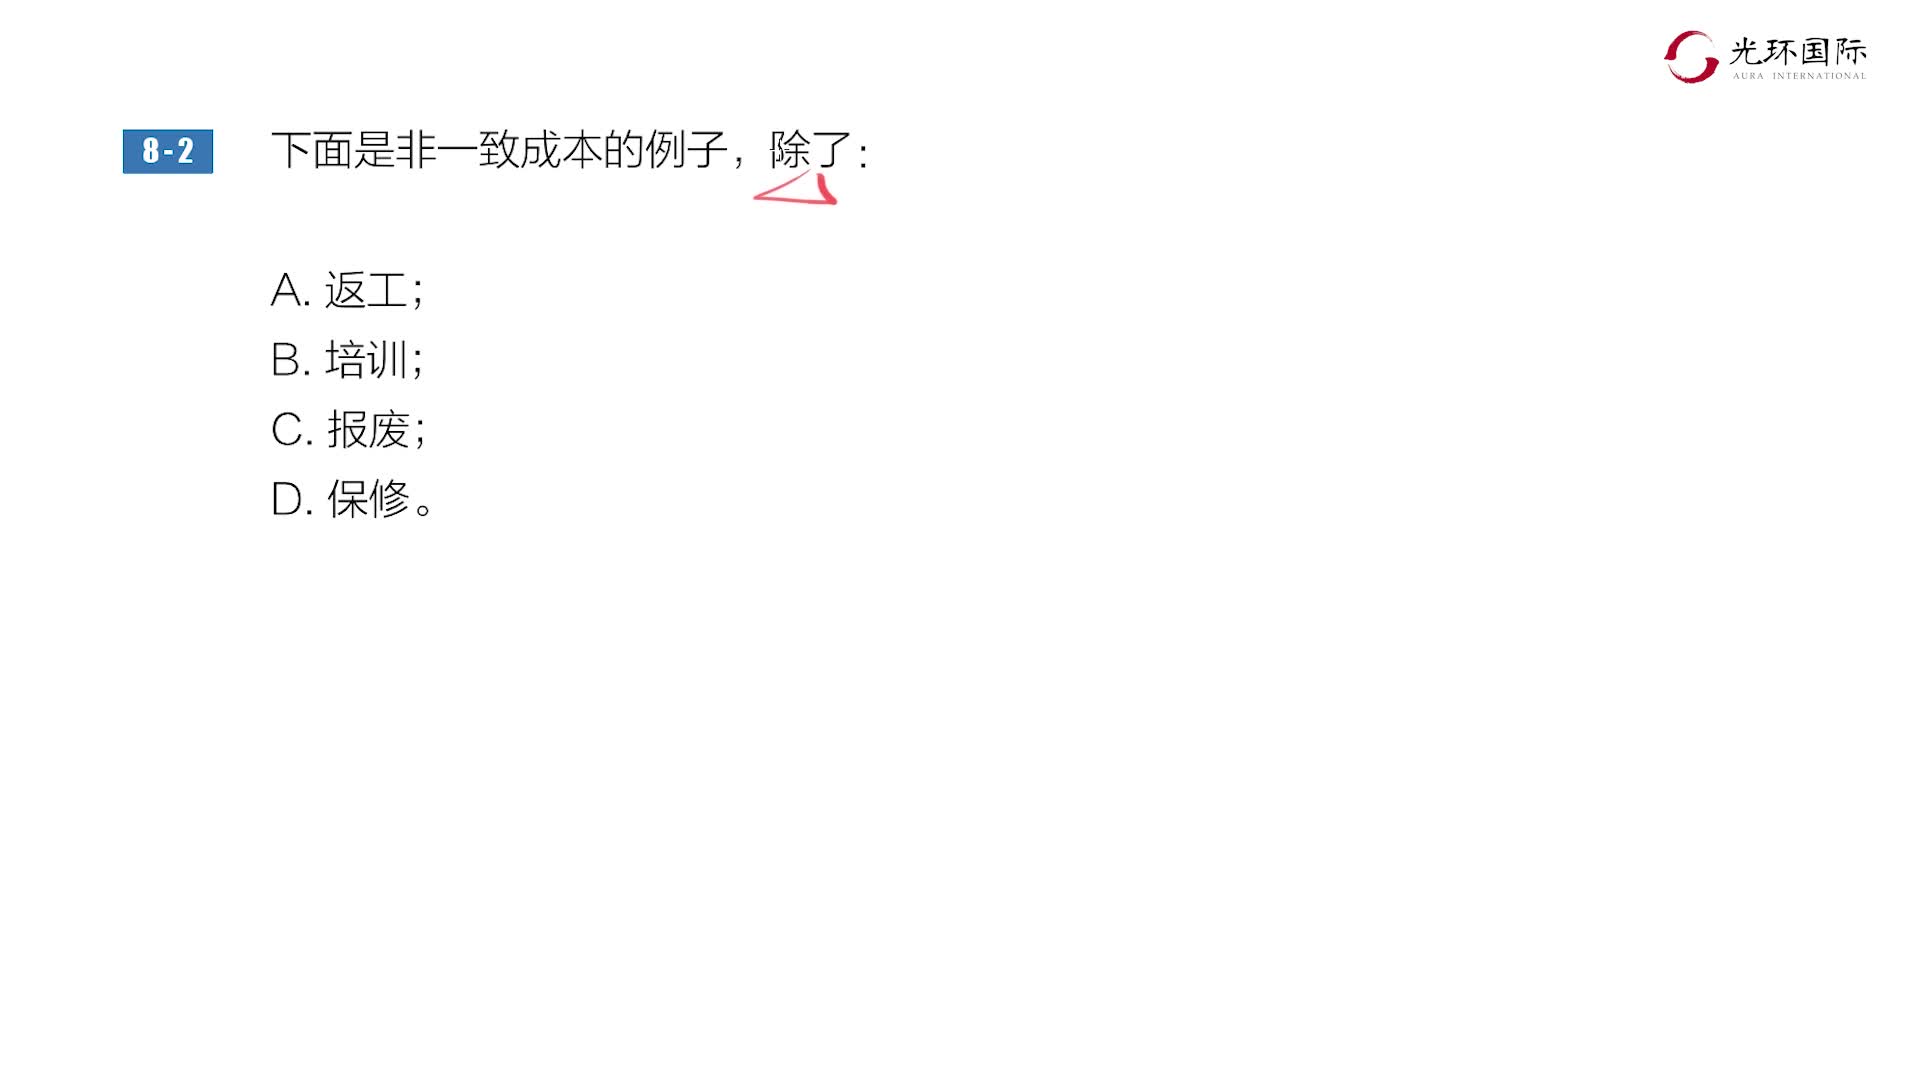 光环国际
AURA INTERNATIONAL
8-2 下面是非一致成本的例子，除了：
A. 返工；
B. 培训；
C. 报废；
D. 保修。